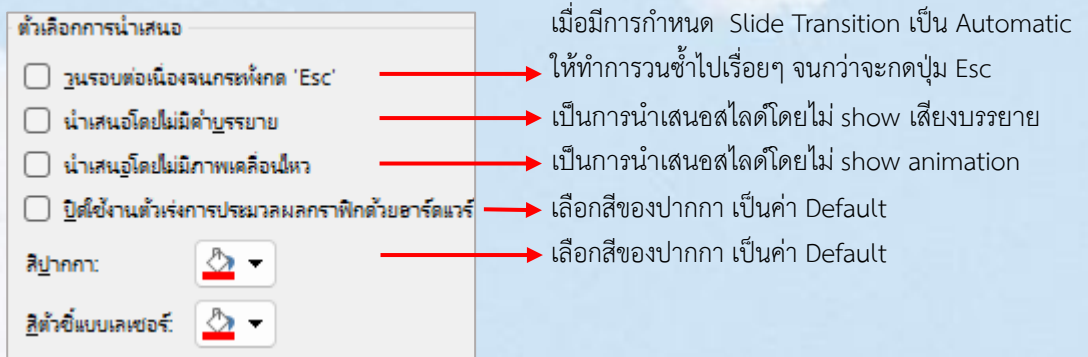 ตัวเลือกการนำเสนอ
เมื่อมีการกำหนด Slide Transition เป็น Automatic
วนรอบต่อเนื่องจนกระทั่งกด 'Esc'
ให้ทำการวนซ้ำไปเรื่อยๆ จนกว่าจะกดปุ่ม Esc
นำเสนอโดยไม่มีคำบรรยาย
เป็นการนำเสนอสไลด์โดยไม่ show เสียงบรรยาย
นำเสนอโดยไม่มีภาพเคลื่อนไหว
เป็นการนำเสนอสไลด์โดยไม่ show animation
ปิดใช้งานตัวเร่งการประมวลผลกราฟิกด้วยฮาร์ดแวร์
เลือกสีของปากกา เป็นค่า Default
สีปากกา:
เลือกสีของปากกา เป็นค่า Default
สีตัวชี้แบบเลเซอร์: